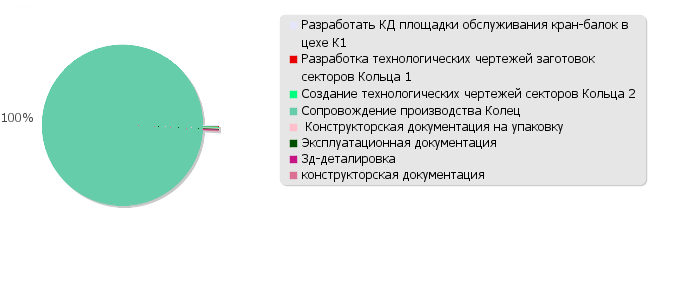 100%
Разработать КД площадки обслуживания кран-балок в
цехе К1
Разработка технологических чертежей заготовок
секторов Кольца 1
Создание технологических чертежей секторов Кольца 2
Сопровождение производства Колец
Конструкторская документация на упаковку
Эксплуатационная документация
3д-деталировка
конструкторская документация